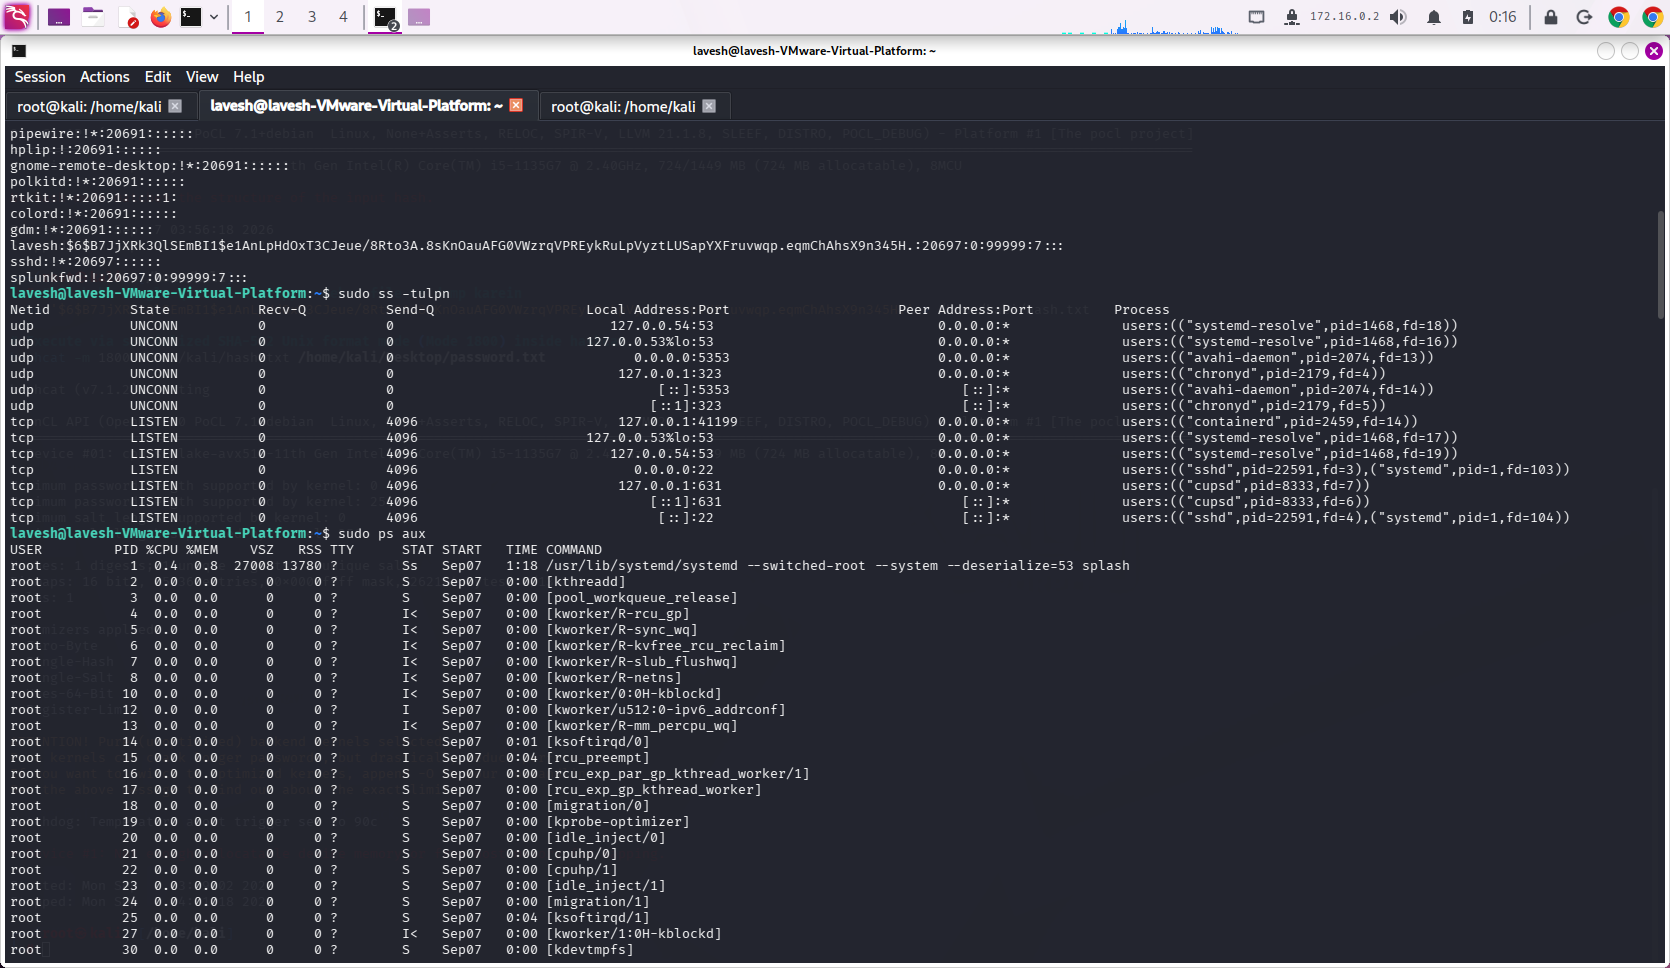 1 2 3 4 2 172.16.0.2 0:16
lavesh@lavesh-VMware-Virtual-Platform: ~
Session Actions Edit View Help
root@kali: /home/kali lavesh@lavesh-VMware-Virtual-Platform: ~ root@kali: /home/kali
pipewire:!*:20691::::::
hplip:!:20691::::::
gnome-remote-desktop:!*:20691::::::
polkitd:!*:20691::::::
rtkit:!*:20691:::::1:
colord:!*:20691::::::
gdm:!*:20691::::::
lavesh:$6$B7JjXRk3QlSEmBI1$e1AnLpHdOxT3CJeue/8Rto3A.8sKnOauAFG0VWzrqVPREykRuLpVyztLUSapYXFruvwqp.eqmChAhsX9n345H.:20697:0:99999:7:::
sshd:!*:20697::::::
splunkfwd:!:20697:0:99999:7:::
lavesh@lavesh-VMware-Virtual-Platform:~$ sudo ss -tulpn
Netid State Recv-Q Send-Q Local Address:Port Peer Address:Port Process
udp UNCONN 0 0 127.0.0.54:53 0.0.0.0:* users:(("systemd-resolve",pid=1468,fd=18))
udp UNCONN 0 0 127.0.0.53%lo:53 0.0.0.0:* users:(("systemd-resolve",pid=1468,fd=16))
udp UNCONN 0 0 0.0.0.0:5353 0.0.0.0:* users:(("avahi-daemon",pid=2074,fd=13))
udp UNCONN 0 0 127.0.0.1:323 0.0.0.0:* users:(("chronyd",pid=2179,fd=4))
udp UNCONN 0 0 [::]:5353 [::]:* users:(("avahi-daemon",pid=2074,fd=14))
udp UNCONN 0 0 [::1]:323 [::]:* users:(("chronyd",pid=2179,fd=5))
tcp LISTEN 0 4096 127.0.0.1:41199 0.0.0.0:* users:(("containerd",pid=2459,fd=14))
tcp LISTEN 0 4096 127.0.0.53%lo:53 0.0.0.0:* users:(("systemd-resolve",pid=1468,fd=17))
tcp LISTEN 0 4096 127.0.0.54:53 0.0.0.0:* users:(("systemd-resolve",pid=1468,fd=19))
tcp LISTEN 0 4096 0.0.0.0:22 0.0.0.0:* users:(("sshd",pid=22591,fd=3),("systemd",pid=1,fd=103))
tcp LISTEN 0 4096 127.0.0.1:631 0.0.0.0:* users:(("cupsd",pid=8333,fd=7))
tcp LISTEN 0 4096 [::1]:631 [::]:* users:(("cupsd",pid=8333,fd=6))
tcp LISTEN 0 4096 [::]:22 [::]:* users:(("sshd",pid=22591,fd=4),("systemd",pid=1,fd=104))
lavesh@lavesh-VMware-Virtual-Platform:~$ sudo ps aux
USER PID %CPU %MEM VSZ RSS TTY STAT START TIME COMMAND
root 1 0.4 0.8 27008 13780 ? Ss Sep07 1:18 /usr/lib/systemd/systemd --switched-root --system --deserialize=53 splash
root 2 0.0 0.0 0 0 ? S Sep07 0:00 [kthreadd]
root 3 0.0 0.0 0 0 ? S Sep07 0:00 [pool_workqueue_release]
root 4 0.0 0.0 0 0 ? I< Sep07 0:00 [kworker/R-rcu_gp]
root 5 0.0 0.0 0 0 ? I< Sep07 0:00 [kworker/R-sync_wq]
root 6 0.0 0.0 0 0 ? I< Sep07 0:00 [kworker/R-kvfree_rcu_reclaim]
root 7 0.0 0.0 0 0 ? I< Sep07 0:00 [kworker/R-slub_flushwq]
root 8 0.0 0.0 0 0 ? I< Sep07 0:00 [kworker/R-netns]
root 10 0.0 0.0 0 0 ? I< Sep07 0:00 [kworker/0:0H-kblockd]
root 12 0.0 0.0 0 0 ? I Sep07 0:00 [kworker/u512:0-ipv6_addrconf]
root 13 0.0 0.0 0 0 ? I< Sep07 0:00 [kworker/R-mm_percpu_wq]
root 14 0.0 0.0 0 0 ? S Sep07 0:01 [ksoftirqd/0]
root 15 0.0 0.0 0 0 ? I Sep07 0:04 [rcu_preempt]
root 16 0.0 0.0 0 0 ? S Sep07 0:00 [rcu_exp_par_gp_kthread_worker/1]
root 17 0.0 0.0 0 0 ? S Sep07 0:00 [rcu_exp_gp_kthread_worker]
root 18 0.0 0.0 0 0 ? S Sep07 0:00 [migration/0]
root 19 0.0 0.0 0 0 ? S Sep07 0:00 [kprobe-optimizer]
root 20 0.0 0.0 0 0 ? S Sep07 0:00 [idle_inject/0]
root 21 0.0 0.0 0 0 ? S Sep07 0:00 [cpuhp/0]
root 22 0.0 0.0 0 0 ? S Sep07 0:00 [cpuhp/1]
root 23 0.0 0.0 0 0 ? S Sep07 0:00 [idle_inject/1]
root 24 0.0 0.0 0 0 ? S Sep07 0:00 [migration/1]
root 25 0.0 0.0 0 0 ? S Sep07 0:04 [ksoftirqd/1]
root 27 0.0 0.0 0 0 ? I< Sep07 0:00 [kworker/1:0H-kblockd]
root 30 0.0 0.0 0 0 ? S Sep07 0:00 [kdevtmpfs]